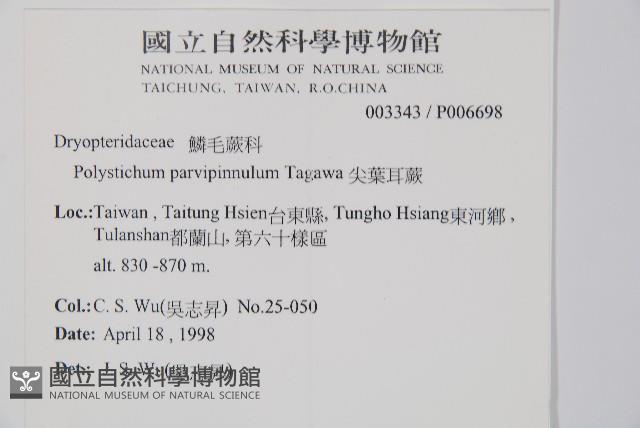 國立自然科學博物館
NATIONAL MUSEUM OF NATURAL SCIENCE
TAICHUNG, TAIWAN, R.O.CHINA
003343 / P006698
Dryopteridaceae 鱗毛蕨科
Polystichum parvipinnulum Tagawa 尖葉耳蕨
Loc.:Taiwan , Taitung Hsien台東縣, Tungho Hsiang東河鄉 ,
Tulanshan都蘭山, 第六十樣區
alt. 830 -870 m.
Col.: C. S. Wu(吳志昇) No.25-050
Date: April 18 , 1998
國立自然科學博物館
NATIONAL MUSEUM OF NATURAL SCIENCE